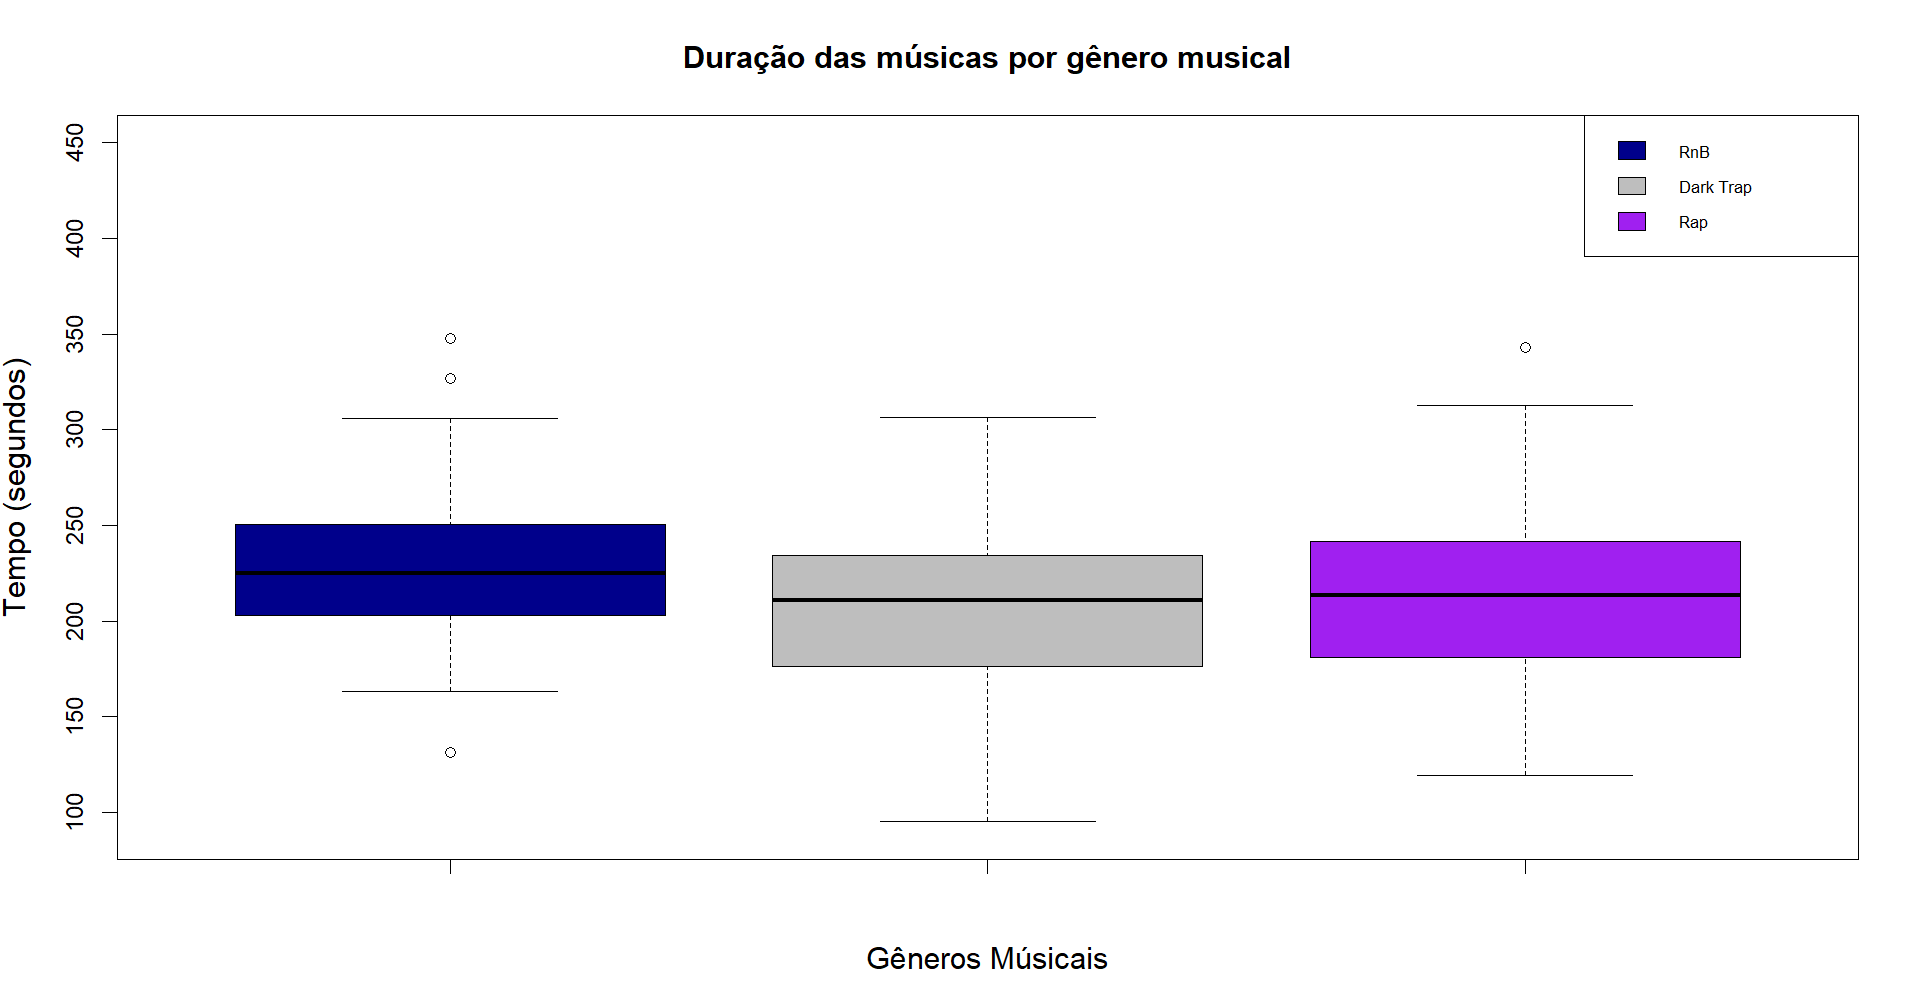 Duração das músicas por gênero musical
RnB
Dark Trap
Rap
Tempo (segundos)
450
400
350
300
250
200
150
100
Gêneros Músicais